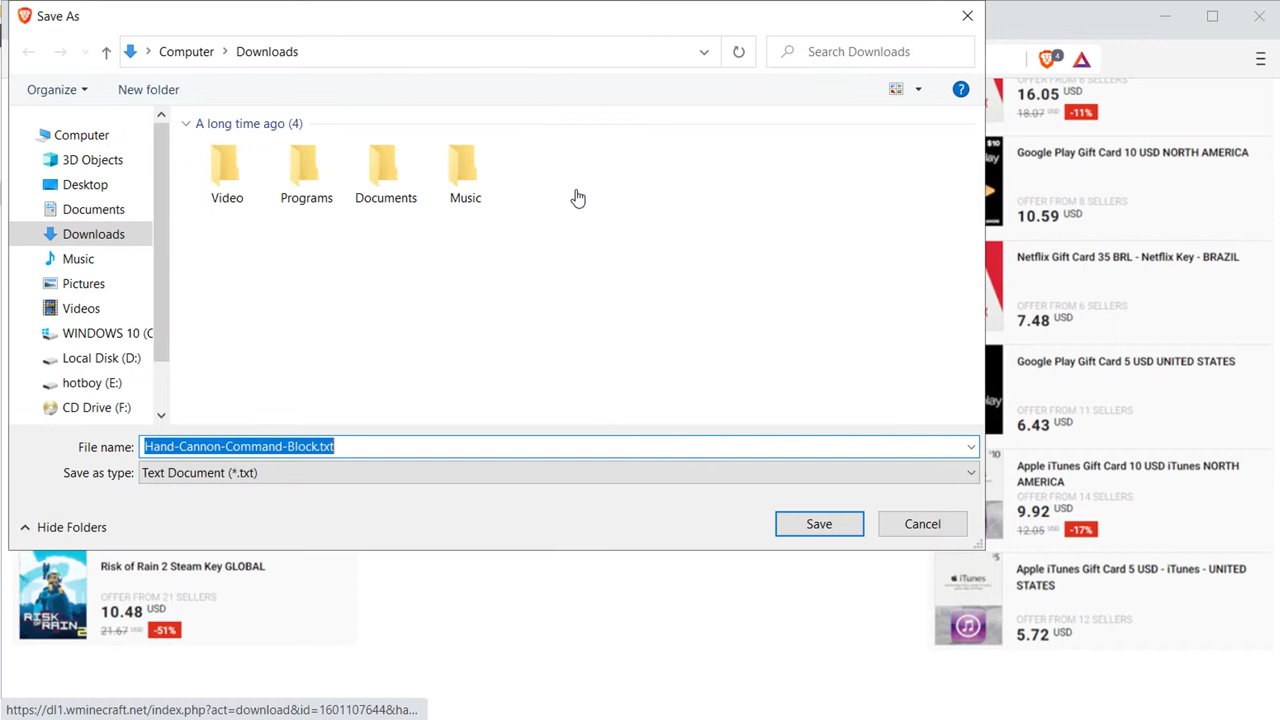 Save As
Computer
Downloads
Search Downloads
Organize
New folder
A long time ago (4)
Video
Programs
Documents
Music
Computer
3D Objects
Desktop
Documents
Downloads
Music
Pictures
Videos
WINDOWS 10 (C
Local Disk (D:)
hotboy (E:)
CD Drive (F:)
File name:
Hand-Cannon-Command-Block.txt
Save as type:
Text Document (*.txt)
Hide Folders
Save
Cancel
4
16.05 USD
18.07 USD
-11%
$10
Google Play Gift Card 10 USD NORTH AMERICA
OFFER FROM 8 SELLERS
10.59 USD
Netflix Gift Card 35 BRL - Netflix Key - BRAZIL
OFFER FROM 6 SELLERS
7.48 USD
Google Play Gift Card 5 USD UNITED STATES
OFFER FROM 11 SELLERS
6.43 USD
Apple iTunes Gift Card 10 USD iTunes NORTH
AMERICA
OFFER FROM 14 SELLERS
9.92 USD
12.05 USD
-17%
iTunes
Apple iTunes Gift Card 5 USD - iTunes - UNITED
STATES
OFFER FROM 12 SELLERS
5.72 USD
RISK OF
RAIN 2
Risk of Rain 2 Steam Key GLOBAL
OFFER FROM 21 SELLERS
10.48 USD
21.67 USD
-51%
https://dl1.wminecraft.net/index.php?act=download&id=1601107644&ha...